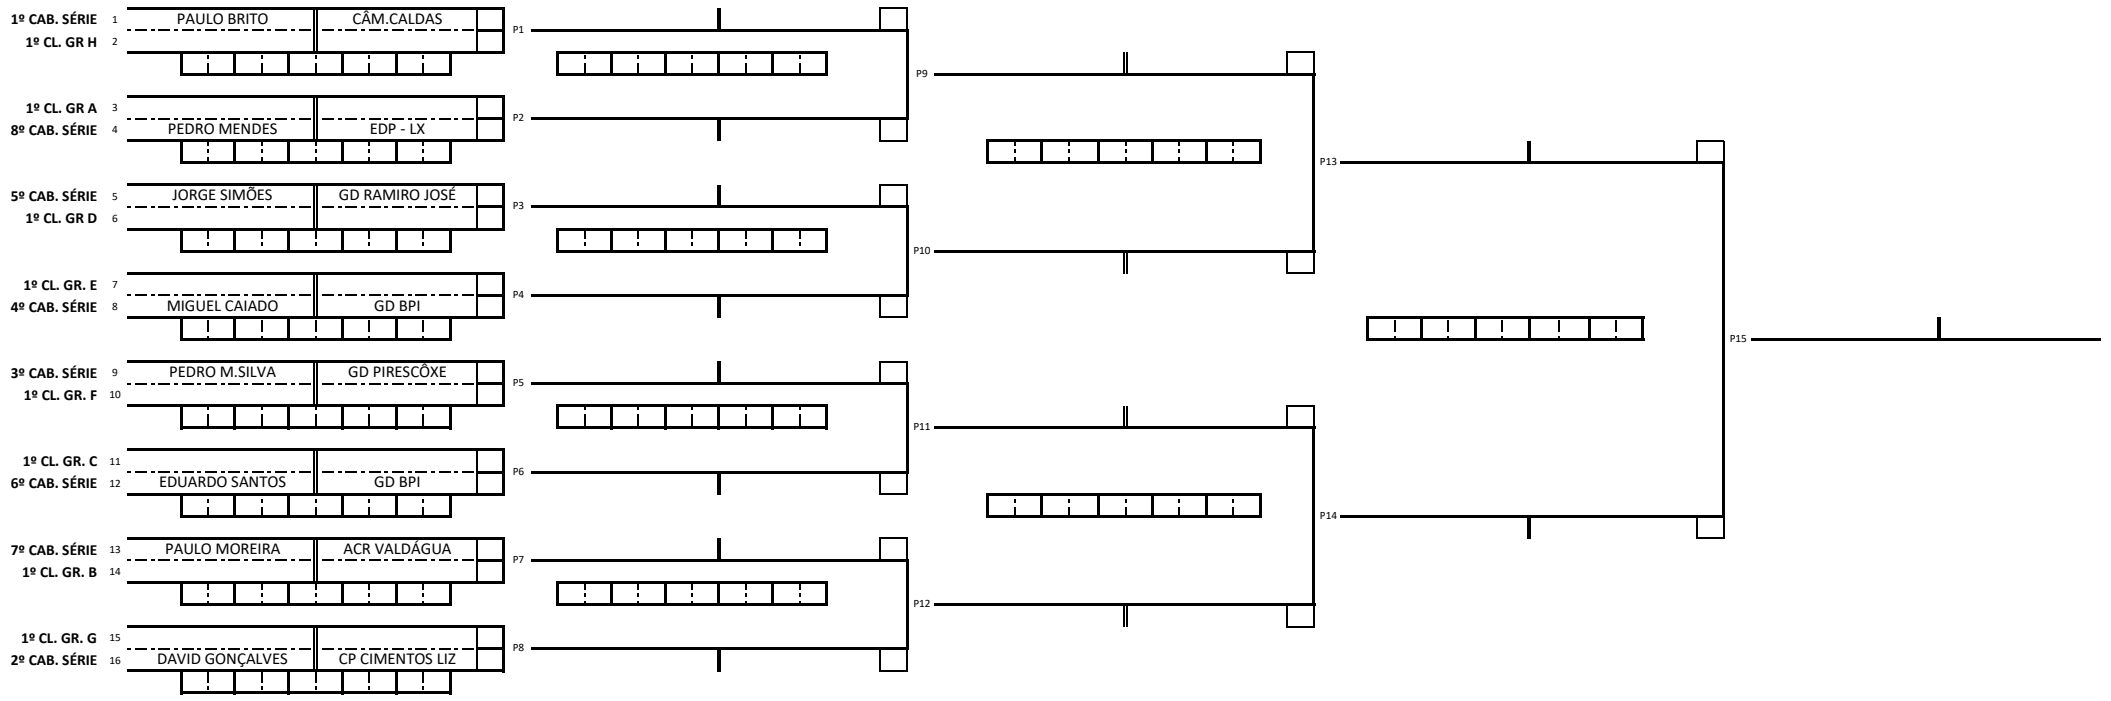 1º CAB. SÉRIE 1 PAULO BRITO CÂM.CALDAS
1º CL. GR H 2
P1
1º CL. GR A 3
8º CAB. SÉRIE 4 PEDRO MENDES EDP - LX
P2
P9
5º CAB. SÉRIE 5 JORGE SIMÕES GD RAMIRO JOSÉ
1º CL. GR D 6
P3
1º CL. GR. E 7
4º CAB. SÉRIE 8 MIGUEL CAIADO GD BPI
P4
P10
P13
3º CAB. SÉRIE 9 PEDRO M.SILVA GD PIRESCÔXE
1º CL. GR. F 10
P5
1º CL. GR. C 11
6º CAB. SÉRIE 12 EDUARDO SANTOS GD BPI
P6
P11
7º CAB. SÉRIE 13 PAULO MOREIRA ACR VALDÁGUA
1º CL. GR. B 14
P7
1º CL. GR. G 15
2º CAB. SÉRIE 16 DAVID GONÇALVES CP CIMENTOS LIZ
P8
P12
P14
P15